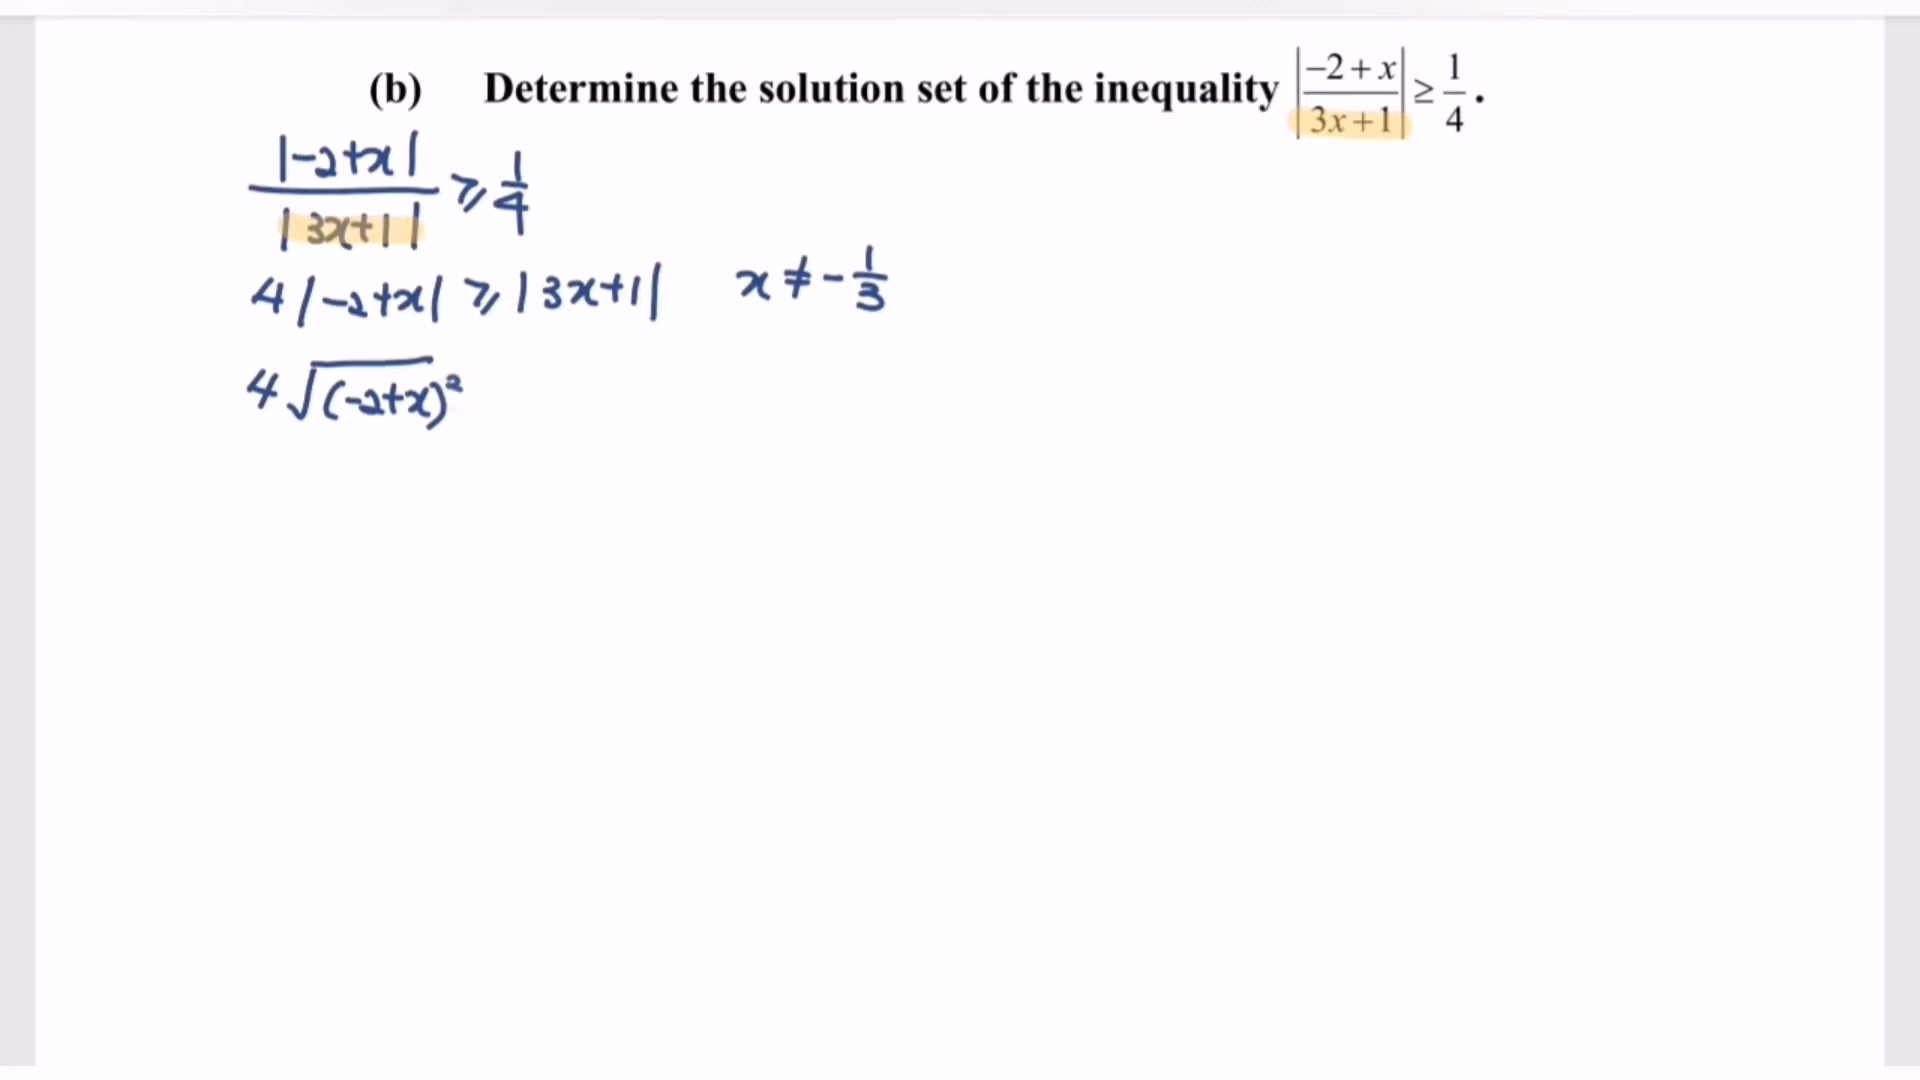 (b) Determine the solution set of the inequality |(-2+x)/(3x+1)| ≥ 1/4.
|-2+x|/|3x+1| ≥ 1/4
4|-2+x| ≥ |3x+1| x ≠ -1/3
4√(-2+x)²